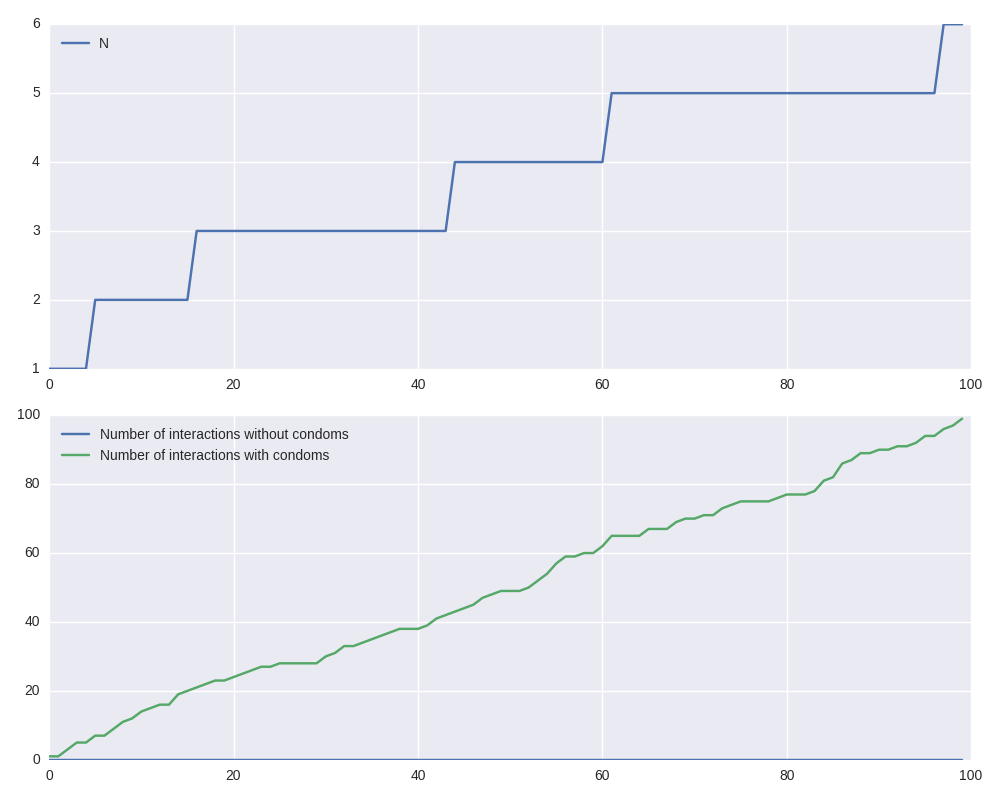 6
N
5
4
3
2
1
0 20 40 60 80 100
100
Number of interactions without condoms
Number of interactions with condoms
80
60
40
20
0
0 20 40 60 80 100